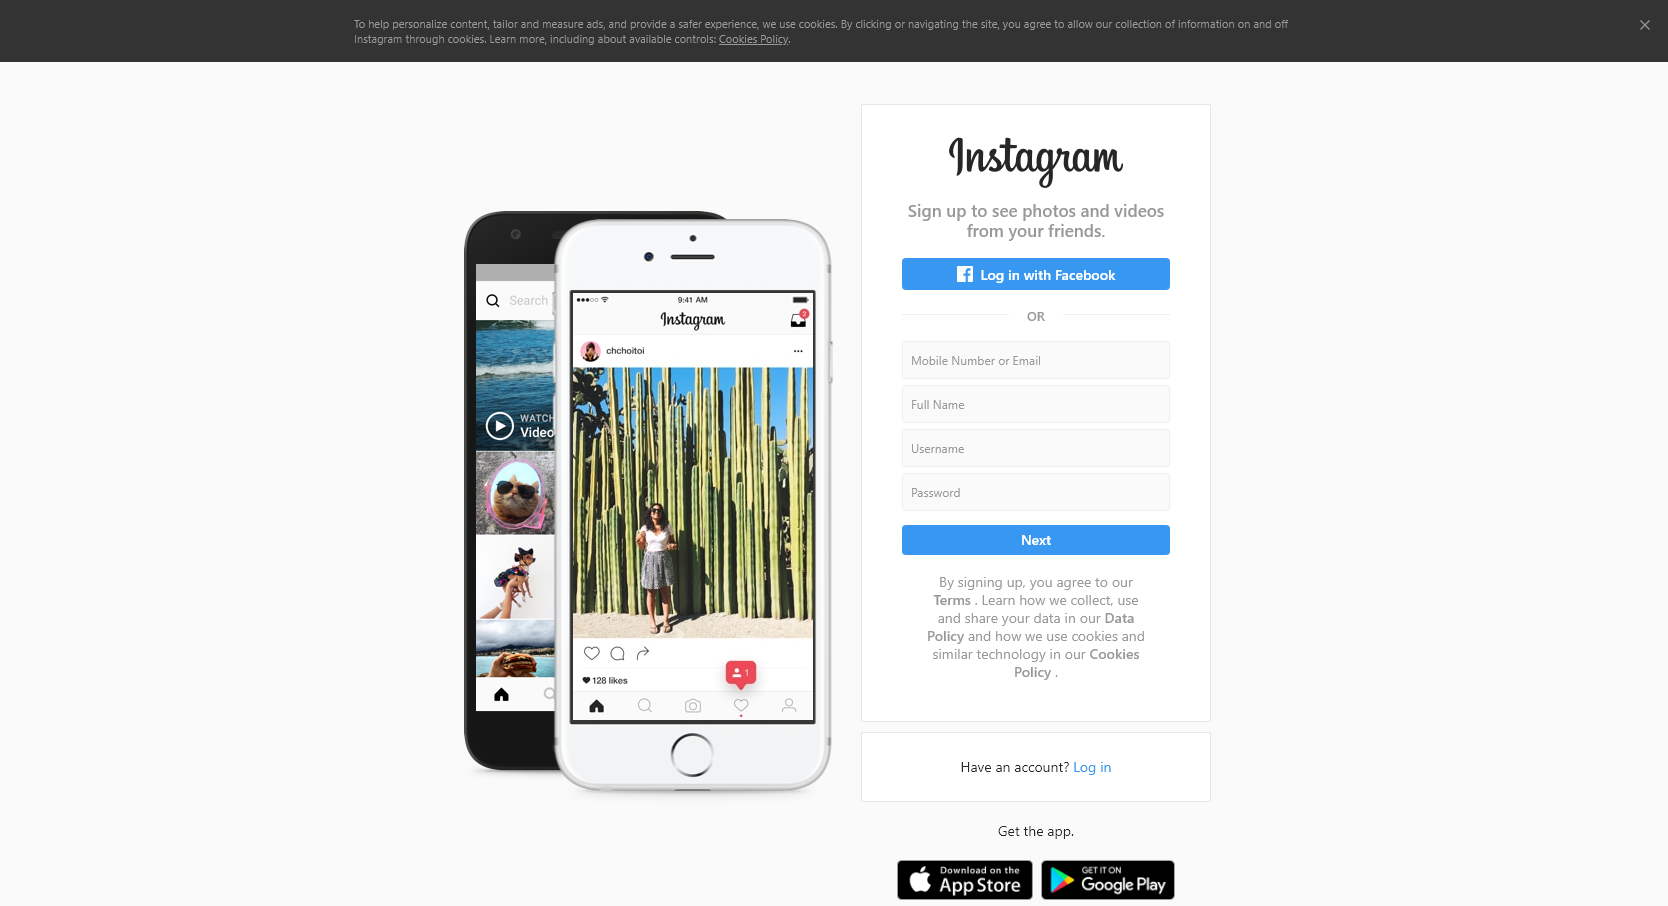 To help personalize content, tailor and measure ads, and provide a safer experience, we use cookies. By clicking or navigating the site, you agree to allow our collection of information on and off
Instagram through cookies. Learn more, including about available controls: Cookies Policy.
Instagram
Sign up to see photos and videos
from your friends.
Log in with Facebook
OR
Mobile Number or Email
Full Name
Username
Password
Next
By signing up, you agree to our
Terms . Learn how we collect, use
and share your data in our Data
Policy and how we use cookies and
similar technology in our Cookies
Policy .
Have an account? Log in
Get the app.
Download on the
App Store
GET IT ON
Google Play
Search
WATCH
Video
9:41 AM
Instagram
2
chchoitoi
1
128 likes